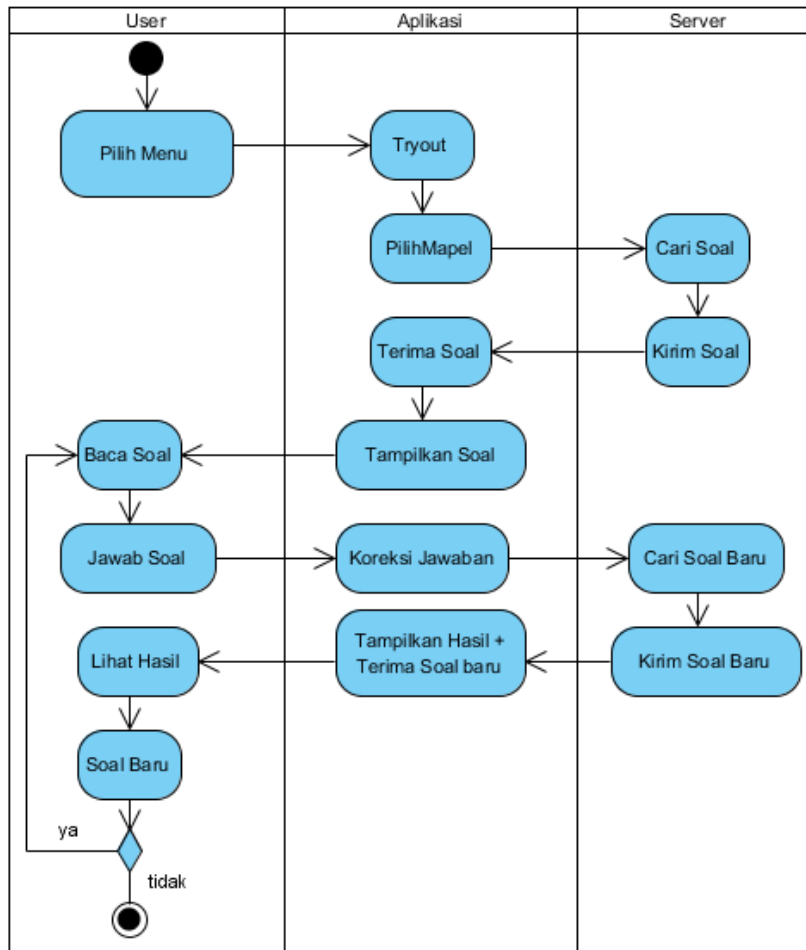 User
Aplikasi
Server
Pilih Menu
Tryout
PilihMapel
Cari Soal
Terima Soal
Kirim Soal
Baca Soal
Tampilkan Soal
Jawab Soal
Koreksi Jawaban
Cari Soal Baru
Lihat Hasil
Tampilkan Hasil +
Terima Soal baru
Kirim Soal Baru
Soal Baru
ya
tidak